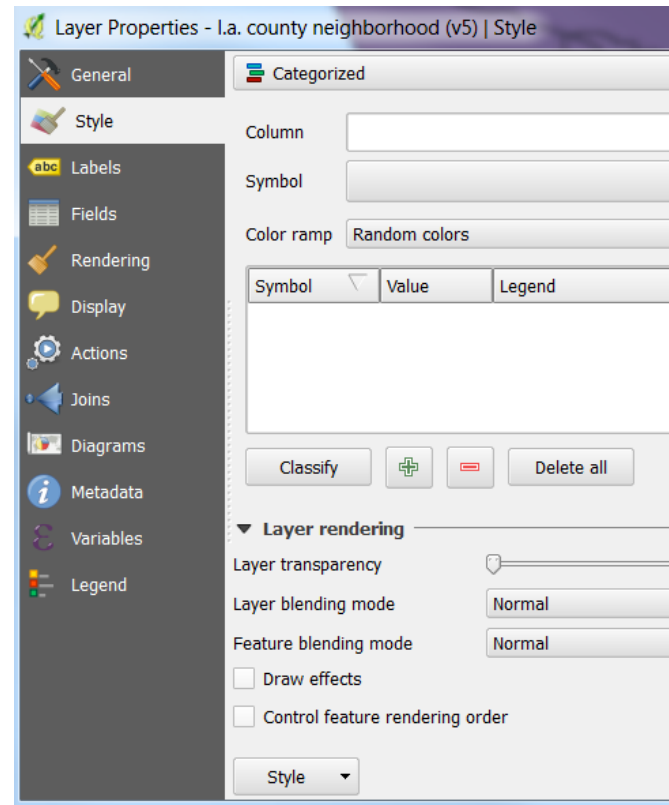 Layer Properties - l.a. county neighborhood (v5) | Style
General
Style
abc Labels
Fields
Rendering
Display
Actions
Joins
Diagrams
Metadata
Variables
Legend
Categorized
Column
Symbol
Color ramp Random colors
Symbol Value Legend
Classify Delete all
Layer rendering
Layer transparency
Layer blending mode Normal
Feature blending mode Normal
Draw effects
Control feature rendering order
Style